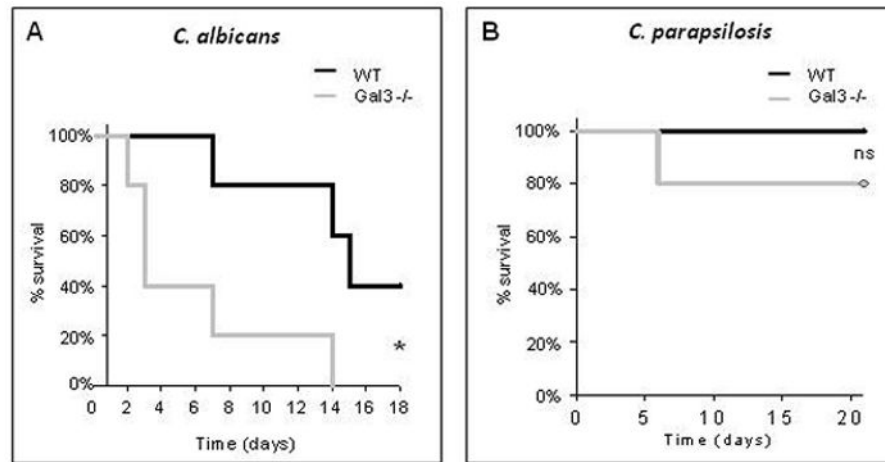 A
C. albicans
WT
Gal3 -/-
100%
80%
60%
40%
20%
0%
% survival
*
0 2 4 6 8 10 12 14 16 18
Time (days)
B
C. parapsilosis
WT
Gal3 -/-
100%
80%
60%
40%
20%
0%
% survival
ns
0 5 10 15 20
Time (days)